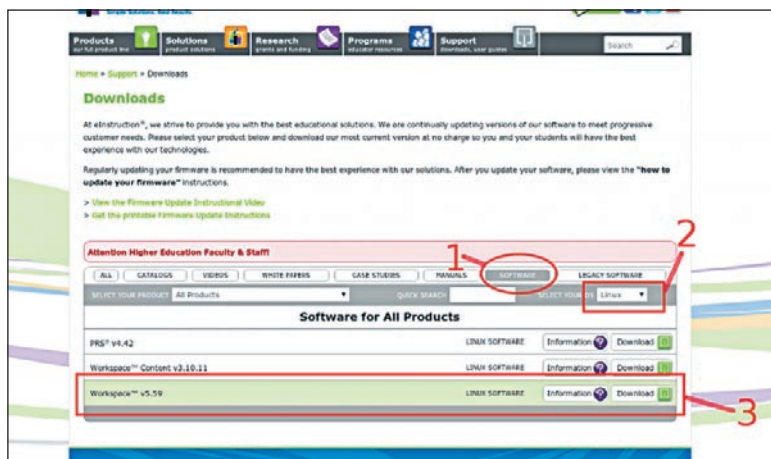 Simple Solutions. Real Results.
Products
our full product line
Solutions
product solutions
Research
grants and funding
Programs
educator resources
Support
downloads, user guides
Search
Home » Support » Downloads
Downloads
At eInstruction®, we strive to provide you with the best educational solutions. We are continually updating versions of our software to meet progressive
customer needs. Please select your product below and download our most current version at no charge so you and your students will have the best
experience with our technologies.
Regularly updating your firmware is recommended to have the best experience with our solutions. After you update your software, please view the "how to
update your firmware" instructions.
> View the Firmware Update Instructional Video
> Get the printable Firmware Update Instructions
Attention Higher Education Faculty & Staff!
1
2
ALL CATALOGS VIDEOS WHITE PAPERS CASE STUDIES MANUALS SOFTWARE LEGACY SOFTWARE
SELECT YOUR PRODUCT All Products QUICK SEARCH SELECT YOUR OS Linux
Software for All Products
PRS® v4.42 LINUX SOFTWARE Information ? Download
Workspace™ Content v3.10.11 LINUX SOFTWARE Information ? Download
Workspace™ v5.59 LINUX SOFTWARE Information ? Download
3